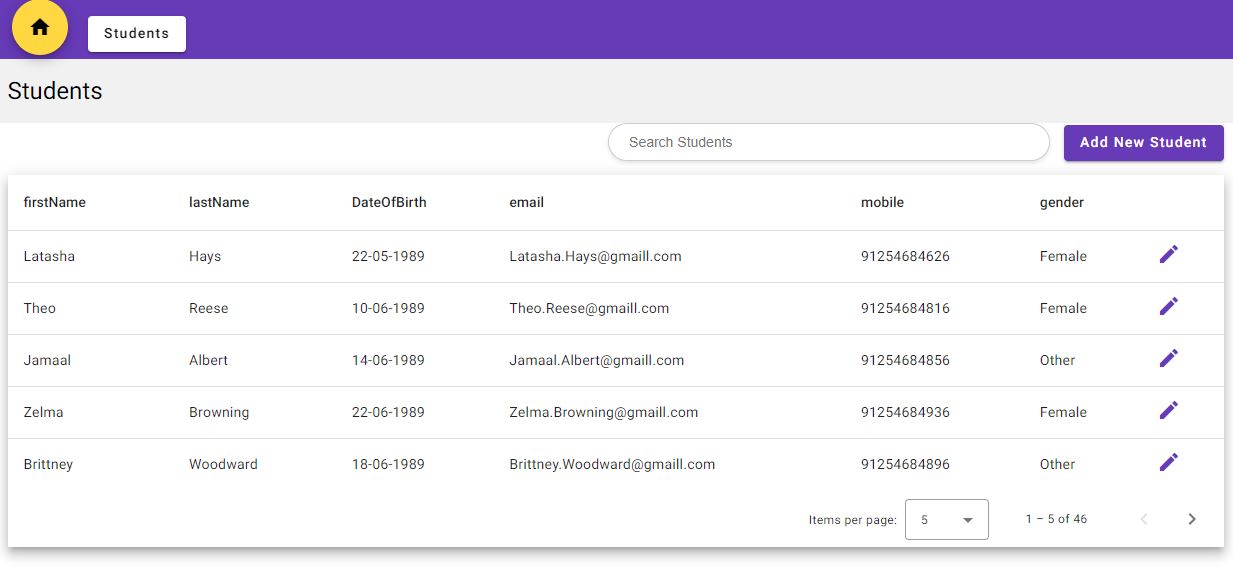 Students
Students
Search Students
Add New Student
firstName lastName DateOfBirth email mobile gender
Latasha Hays 22-05-1989 Latasha.Hays@gmaill.com 91254684626 Female
Theo Reese 10-06-1989 Theo.Reese@gmaill.com 91254684816 Female
Jamaal Albert 14-06-1989 Jamaal.Albert@gmaill.com 91254684856 Other
Zelma Browning 22-06-1989 Zelma.Browning@gmaill.com 91254684936 Female
Brittney Woodward 18-06-1989 Brittney.Woodward@gmaill.com 91254684896 Other
Items per page: 5 1 – 5 of 46